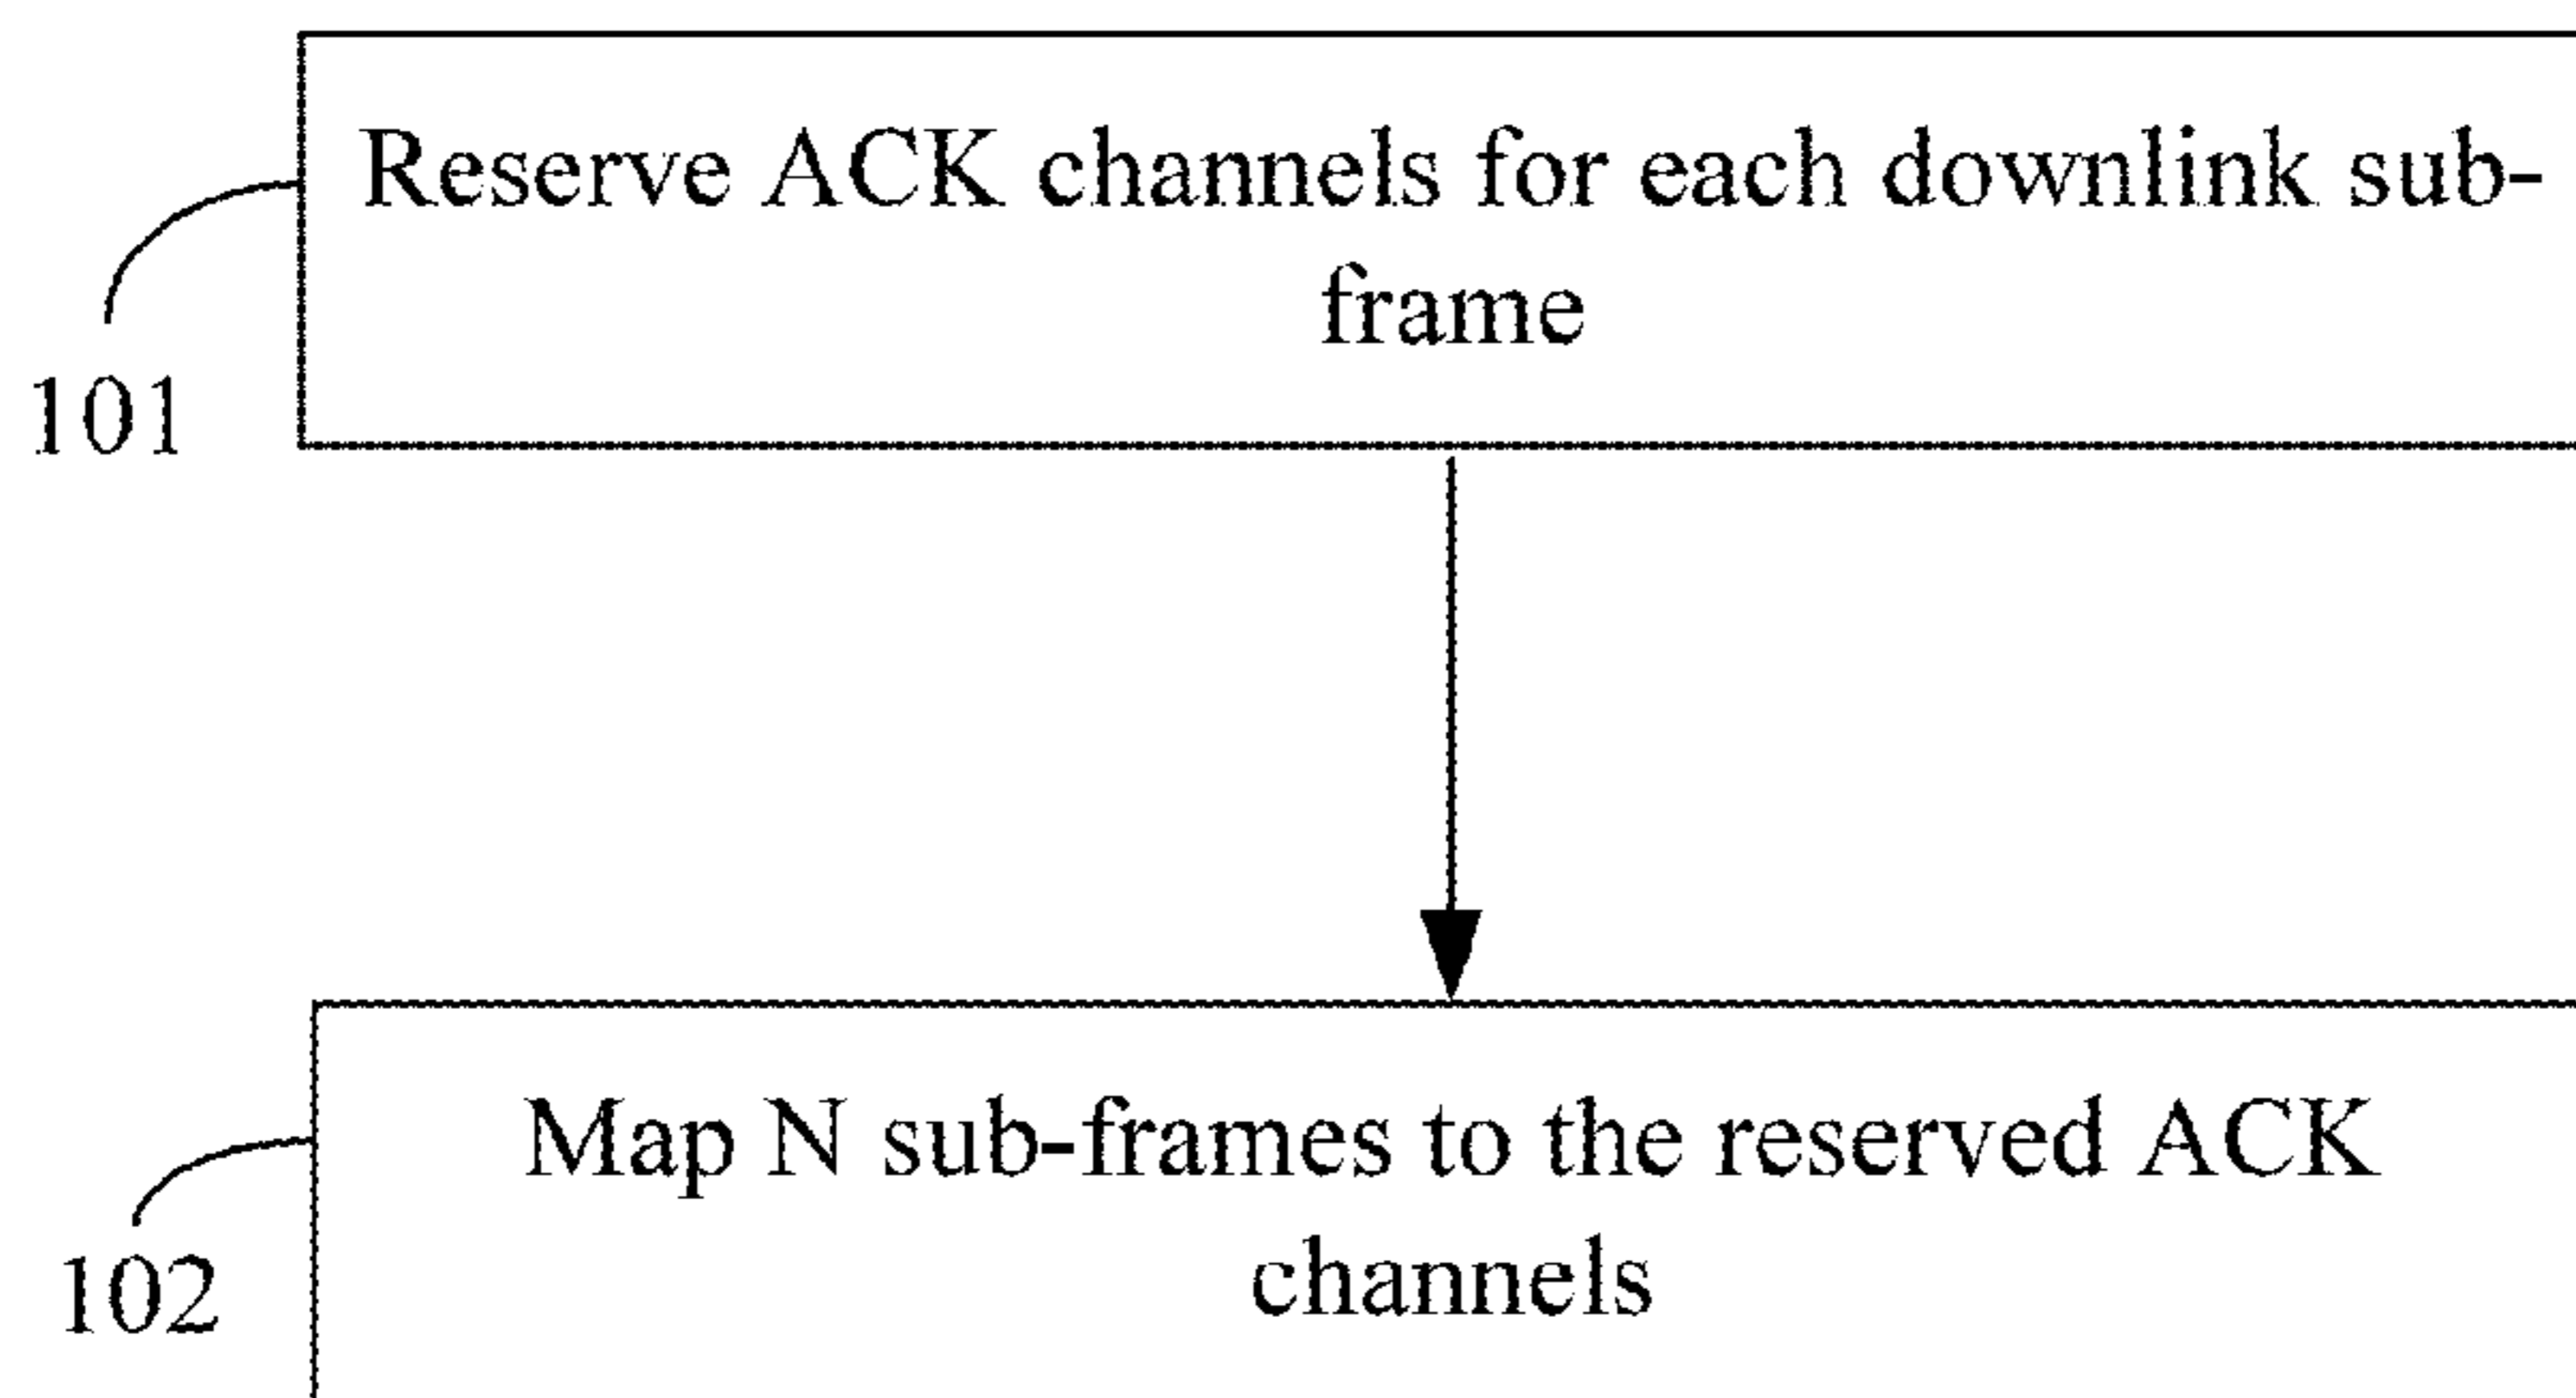 Reserve ACK channels for each downlink sub-
frame
101
Map N sub-frames to the reserved ACK
channels
102